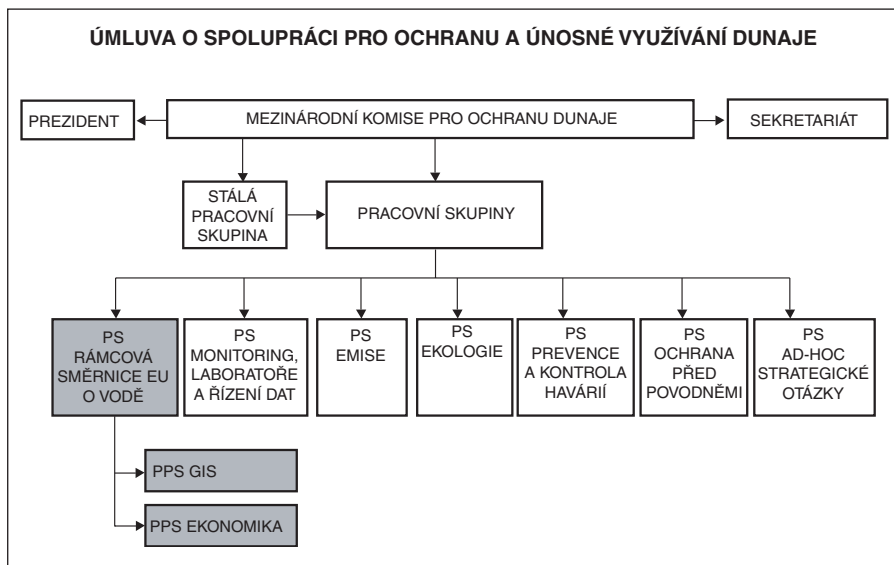 ÚMLUVA O SPOLUPRÁCI PRO OCHRANU A ÚNOSNÉ VYUŽÍVÁNÍ DUNAJE
PREZIDENT
MEZINÁRODNÍ KOMISE PRO OCHRANU DUNAJE
SEKRETARIÁT
STÁLÁ
PRACOVNÍ
SKUPINA
PRACOVNÍ SKUPINY
PS
RÁMCOVÁ
SMĚRNICE EU
O VODĚ
PS
MONITORING,
LABORATOŘE
A ŘÍZENÍ DAT
PS
EMISE
PS
EKOLOGIE
PS
PREVENCE
A KONTROLA
HAVÁRIÍ
PS
OCHRANA
PŘED
POVODNĚMI
PS
AD-HOC
STRATEGICKÉ
OTÁZKY
PPS GIS
PPS EKONOMIKA